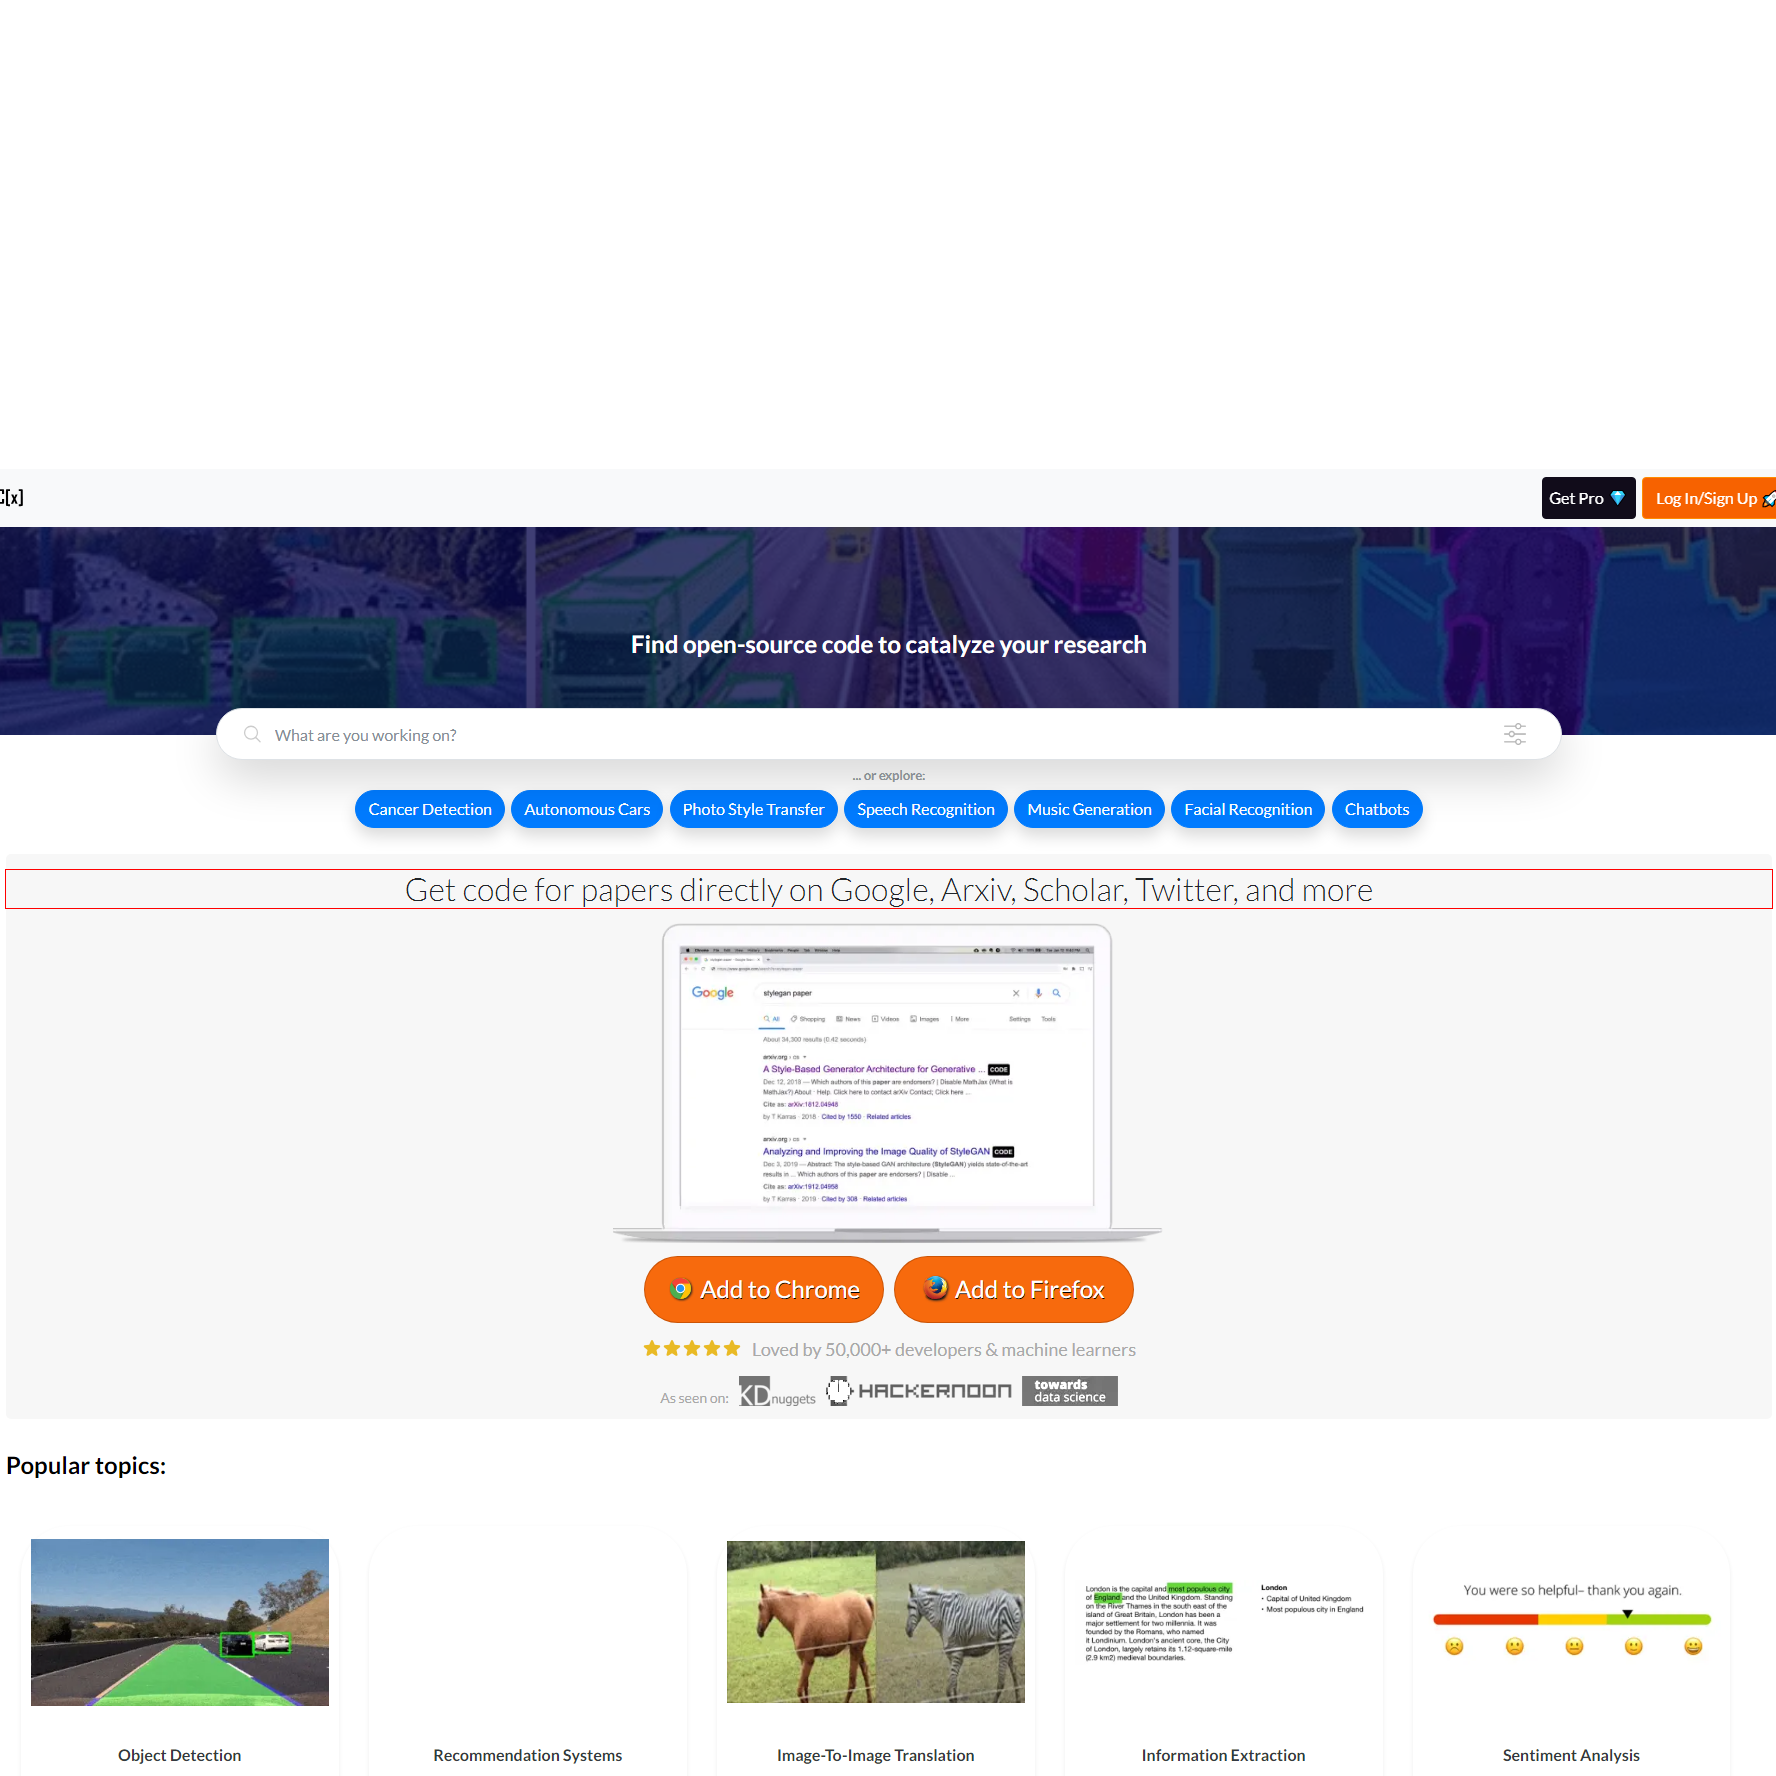 [x]
Get Pro
Log In/Sign Up
Find open-source code to catalyze your research
What are you working on?
... or explore:
Cancer Detection
Autonomous Cars
Photo Style Transfer
Speech Recognition
Music Generation
Facial Recognition
Chatbots
Get code for papers directly on Google, Arxiv, Scholar, Twitter, and more
Google
stylegan paper
All Shopping News Videos Images More Settings Tools
About 34,300 results (0.42 seconds)
arxiv.org › cs
A Style-Based Generator Architecture for Generative ... CODE
Dec 12, 2018 — Which authors of this paper are endorsers? | Disable MathJax (What is
MathJax?) About · Help. Click here to contact arXiv Contact; Click here ...
Cite as: arXiv:1812.04948
by T Karras · 2018 · Cited by 1550 · Related articles
arxiv.org › cs
Analyzing and Improving the Image Quality of StyleGAN CODE
Dec 3, 2019 — Abstract: The style-based GAN architecture (StyleGAN) yields state-of-the-art
results in ... Which authors of this paper are endorsers? | Disable ...
Cite as: arXiv:1912.04958
by T Karras · 2019 · Cited by 308 · Related articles
Add to Chrome
Add to Firefox
Loved by 50,000+ developers & machine learners
As seen on:
KD nuggets
HACKERNOON
towards
data science
Popular topics:
London is the capital and most populous city
of England and the United Kingdom. Standing
on the River Thames in the south east of the
island of Great Britain, London has been a
major settlement for two millennia. It was
founded by the Romans, who named
it Londinium. London's ancient core, the City
of London, largely retains its 1.12-square-mile
(2.9 km2) medieval boundaries.
London
• Capital of United Kingdom
• Most populous city in England
You were so helpful– thank you again.
Object Detection
Recommendation Systems
Image-To-Image Translation
Information Extraction
Sentiment Analysis